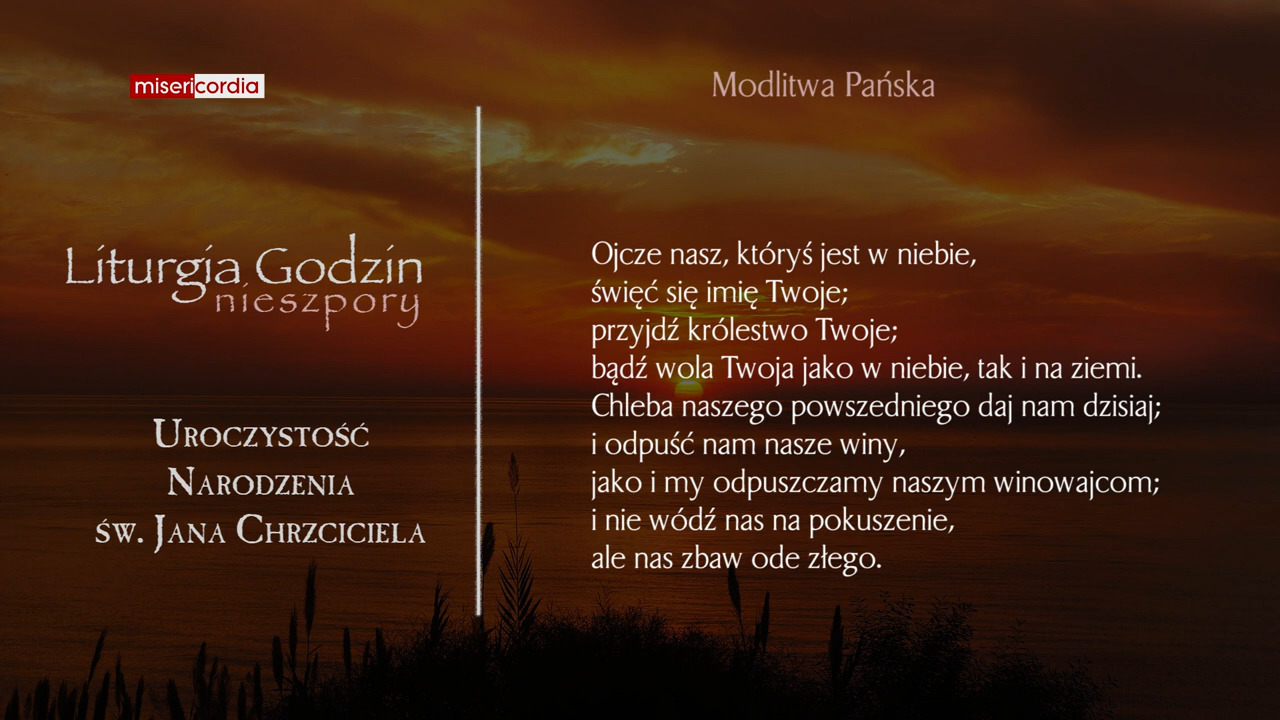 misericordia
Liturgia Godzin
nieszpory
Uroczystość
Narodzenia
św. Jana Chrzciciela
Modlitwa Pańska
Ojcze nasz, któryś jest w niebie,
święć się imię Twoje;
przyjdź królestwo Twoje;
bądź wola Twoja jako w niebie, tak i na ziemi.
Chleba naszego powszedniego daj nam dzisiaj;
i odpuść nam nasze winy,
jako i my odpuszczamy naszym winowajcom;
i nie wódź nas na pokuszenie,
ale nas zbaw ode złego.